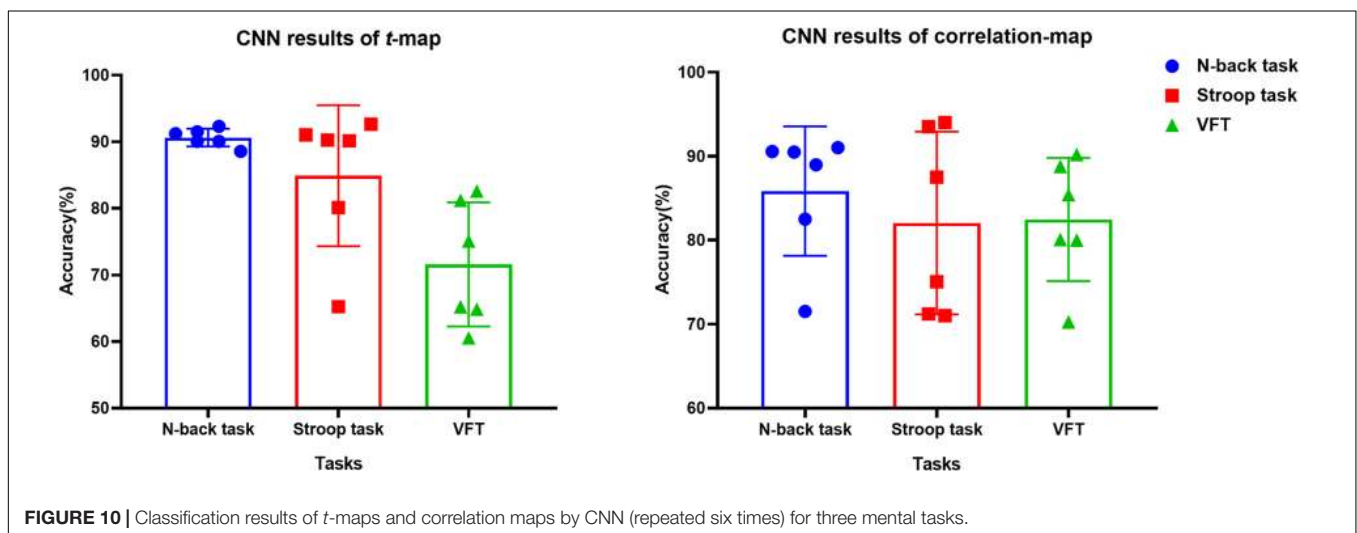 CNN results of t-map
CNN results of correlation-map
N-back task
Stroop task
VFT
Accuracy(%)
100
90
80
70
60
50
N-back task
Stroop task
VFT
Tasks
Accuracy(%)
100
90
80
70
60
N-back task
Stroop task
VFT
Tasks
FIGURE 10 | Classification results of t-maps and correlation maps by CNN (repeated six times) for three mental tasks.